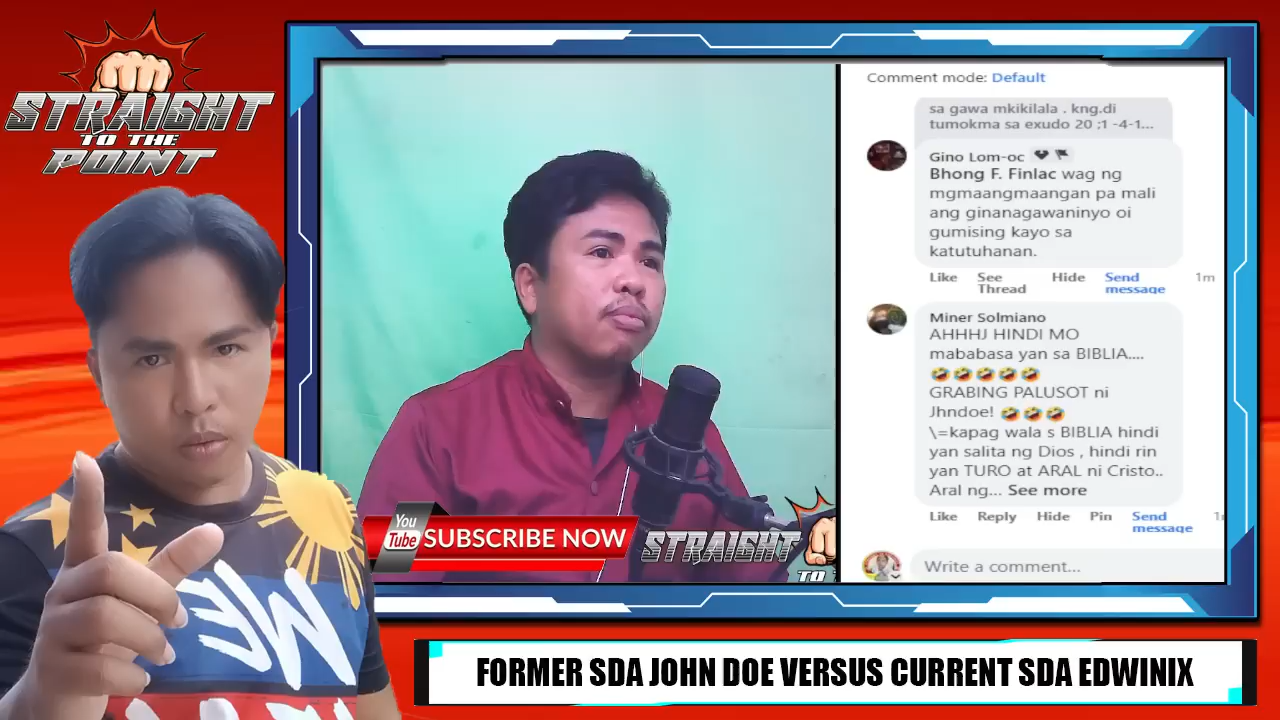 STRAIGHT
TO THE
POINT
Comment mode: Default
sa gawa mkikilala . kng.di
tumokma sa exudo 20 ;1 -4-1...
Gino Lom-oc
Bhong F. Finlac wag ng
mgmaangmaangan pa mali
ang ginanagawaninyo oi
gumising kayo sa
katutuhanan.
Like See Thread Hide Send message 1m
Miner Solmiano
AHHHJ HINDI MO
mababasa yan sa BIBLIA....
🤣🤣🤣🤣🤣
GRABING PALUSOT ni
Jhndoe! 🤣🤣🤣
\=kapag wala s BIBLIA hindi
yan salita ng Dios , hindi rin
yan TURO at ARAL ni Cristo..
Aral ng... See more
Like Reply Hide Pin Send message
Write a comment...
You
Tube
SUBSCRIBE NOW
STRAIGHT
TO
ME
FORMER SDA JOHN DOE VERSUS CURRENT SDA EDWINIX